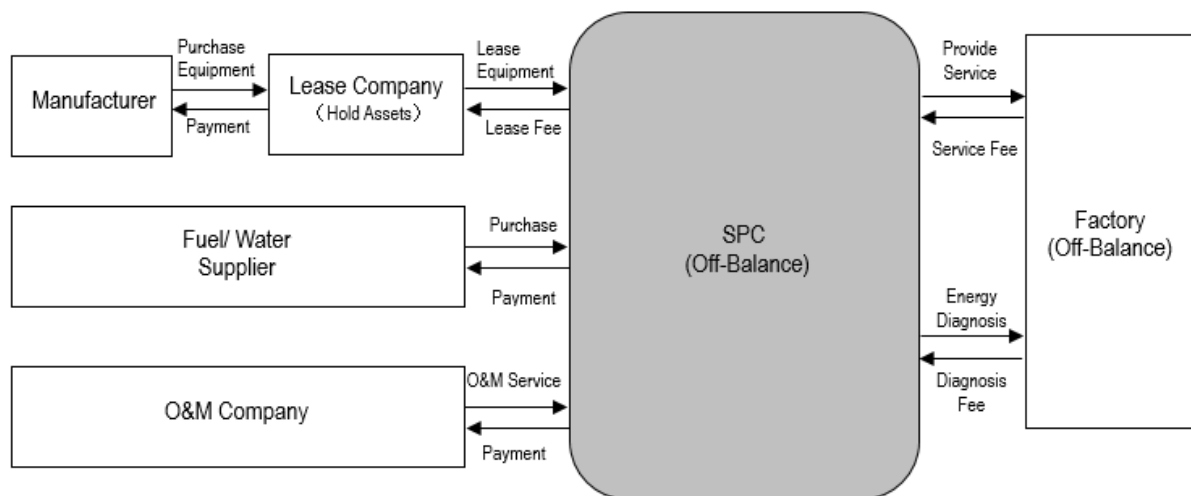 Manufacturer
Purchase
Equipment
Payment
Lease Company
（Hold Assets）
Lease
Equipment
Lease Fee
Fuel/ Water
Supplier
Purchase
Payment
O&M Company
O&M Service
Payment
SPC
(Off-Balance)
Provide
Service
Service Fee
Energy
Diagnosis
Diagnosis
Fee
Factory
(Off-Balance)